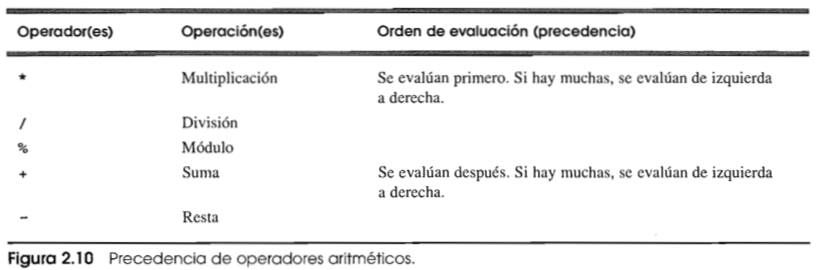 Operador(es) Operación(es) Orden de evaluación (precedencia)
* Multiplicación Se evalúan primero. Si hay muchas, se evalúan de izquierda
a derecha.
/ División
% Módulo
+ Suma Se evalúan después. Si hay muchas, se evalúan de izquierda
a derecha.
– Resta
Figura 2.10 Precedencia de operadores aritméticos.